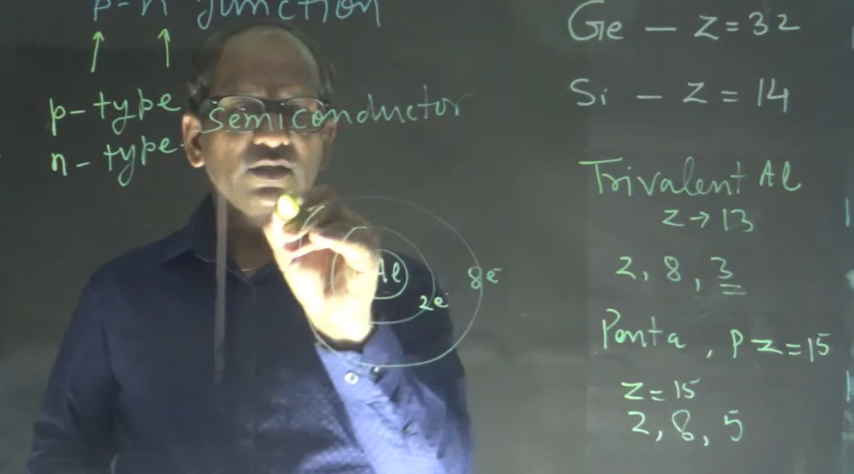 p-n junction
p-type Semiconductor
n-type
Al
2e⁻
8e⁻
Ge — Z=32
Si — Z=14
Trivalent Al
Z→13
2, 8, 3
Penta, P Z=15
Z=15
2, 8, 5